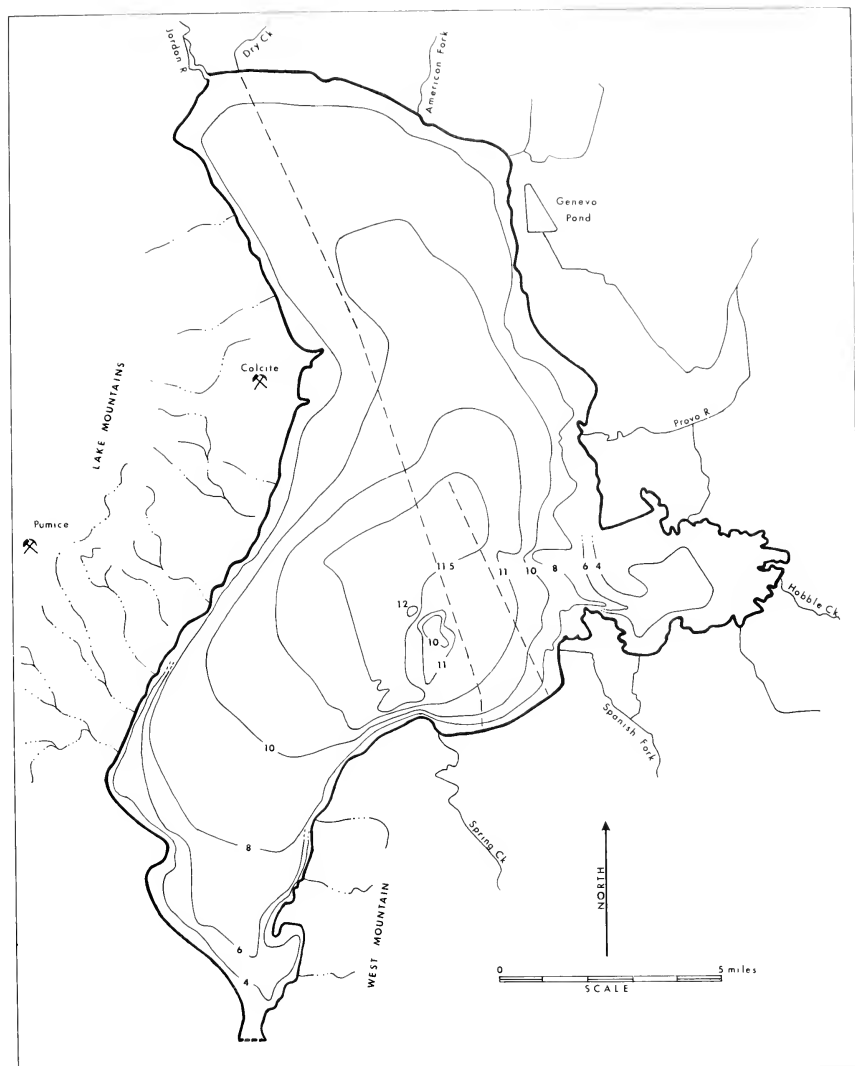 Jordan R
Dry Ck
American Fork
Geneva
Pond
Calcite
LAKE MOUNTAINS
Provo R
Pumice
11.5
11
10
8
6
4
12
Hobble Ck
10
11
Spanish Fork
10
Spring Ck
8
NORTH
WEST MOUNTAIN
6
4
0
5 miles
SCALE